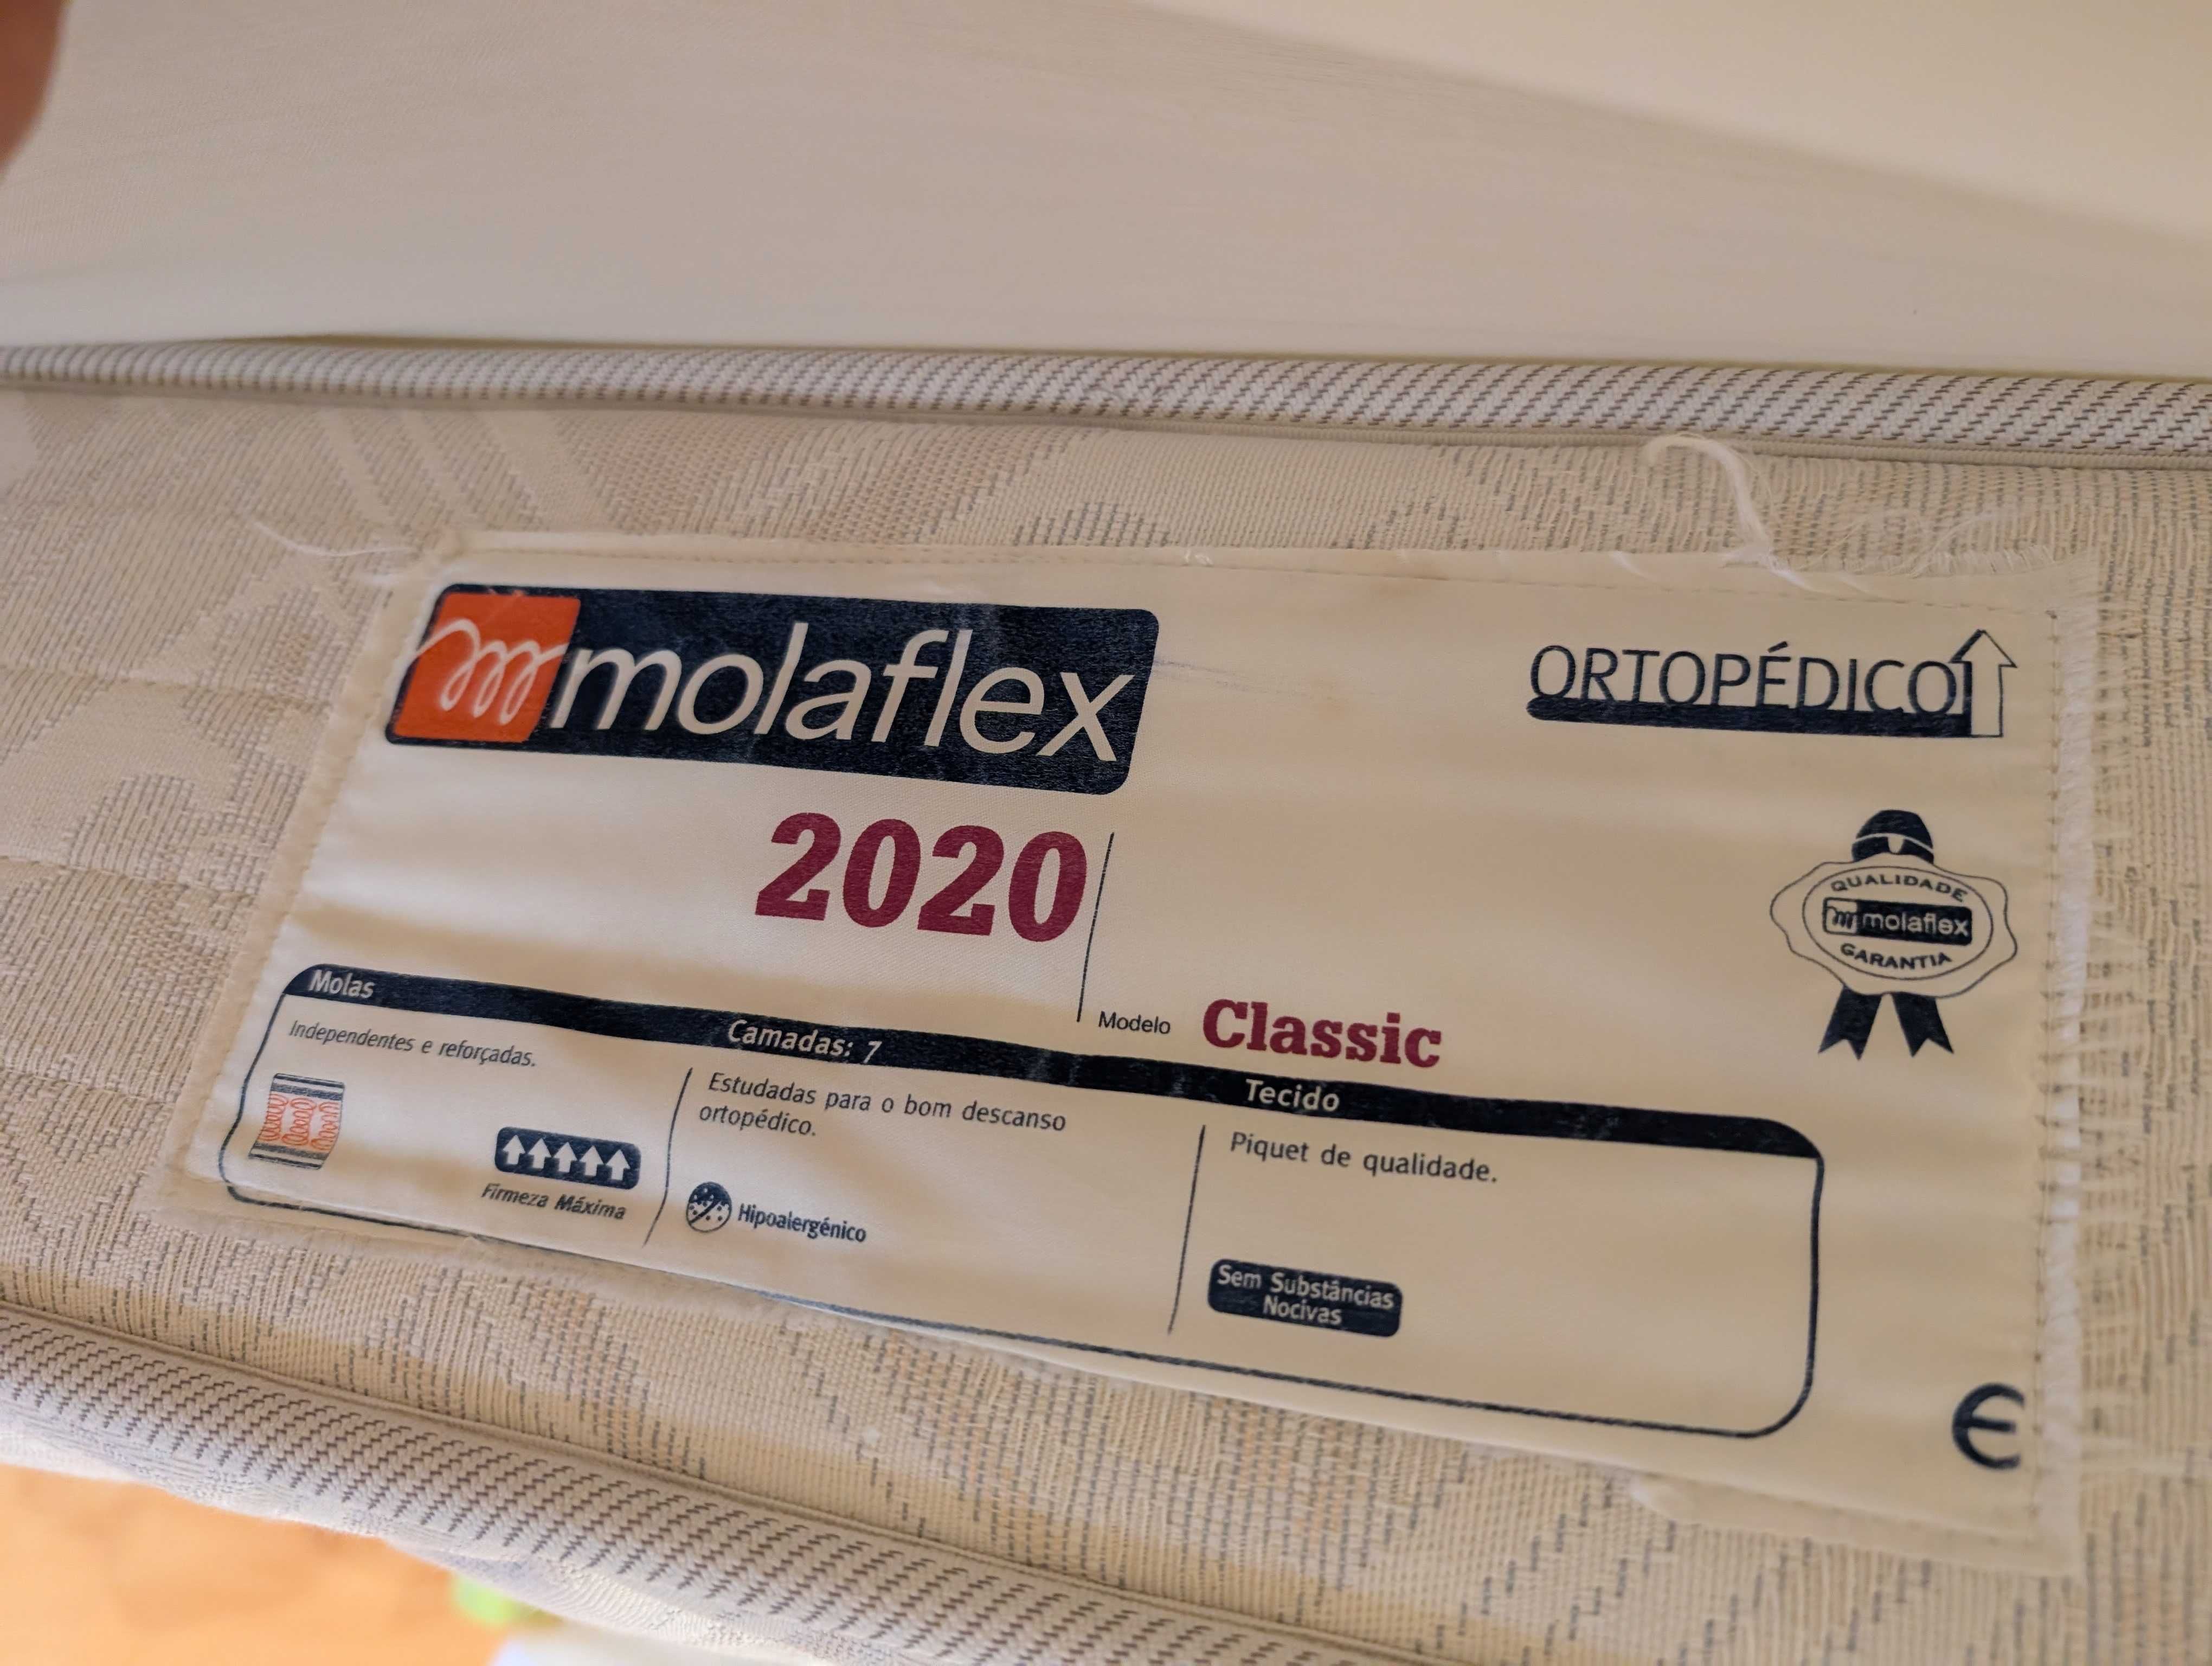 molaflex
ORTOPÉDICO
2020
QUALIDADE
molaflex
GARANTIA
Modelo Classic
Molas
Independentes e reforçadas.
Firmeza Máxima
Camadas: 7
Estudadas para o bom descanso
ortopédico.
Hipoalergénico
Tecido
Piquet de qualidade.
Sem Substâncias
Nocivas
€